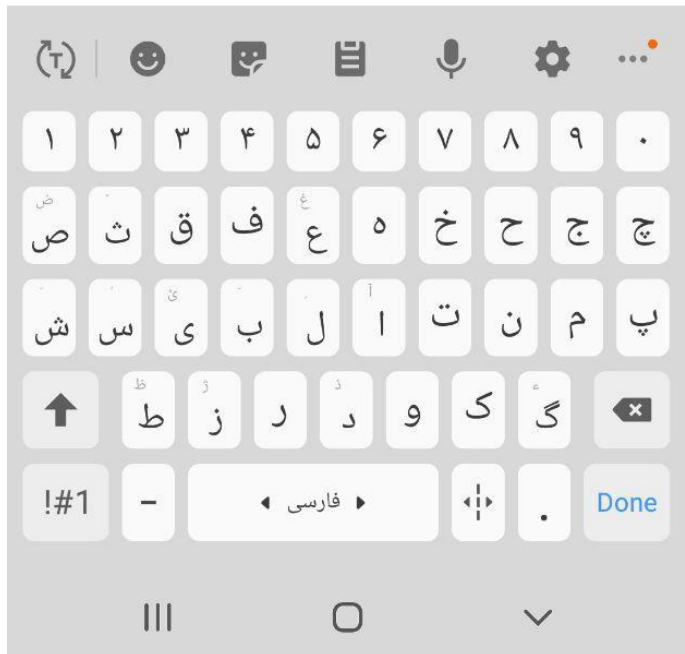 ۱ ۲ ۳ ۴ ۵ ۶ ۷ ۸ ۹ ۰
ض ص ث ق ف غ ع ه خ ح ج چ
ش س ئ ی ب ل آ ا ت ن م پ
ظ ط ژ ز ر ذ د و ک ء گ
!#1 - فارسی . Done